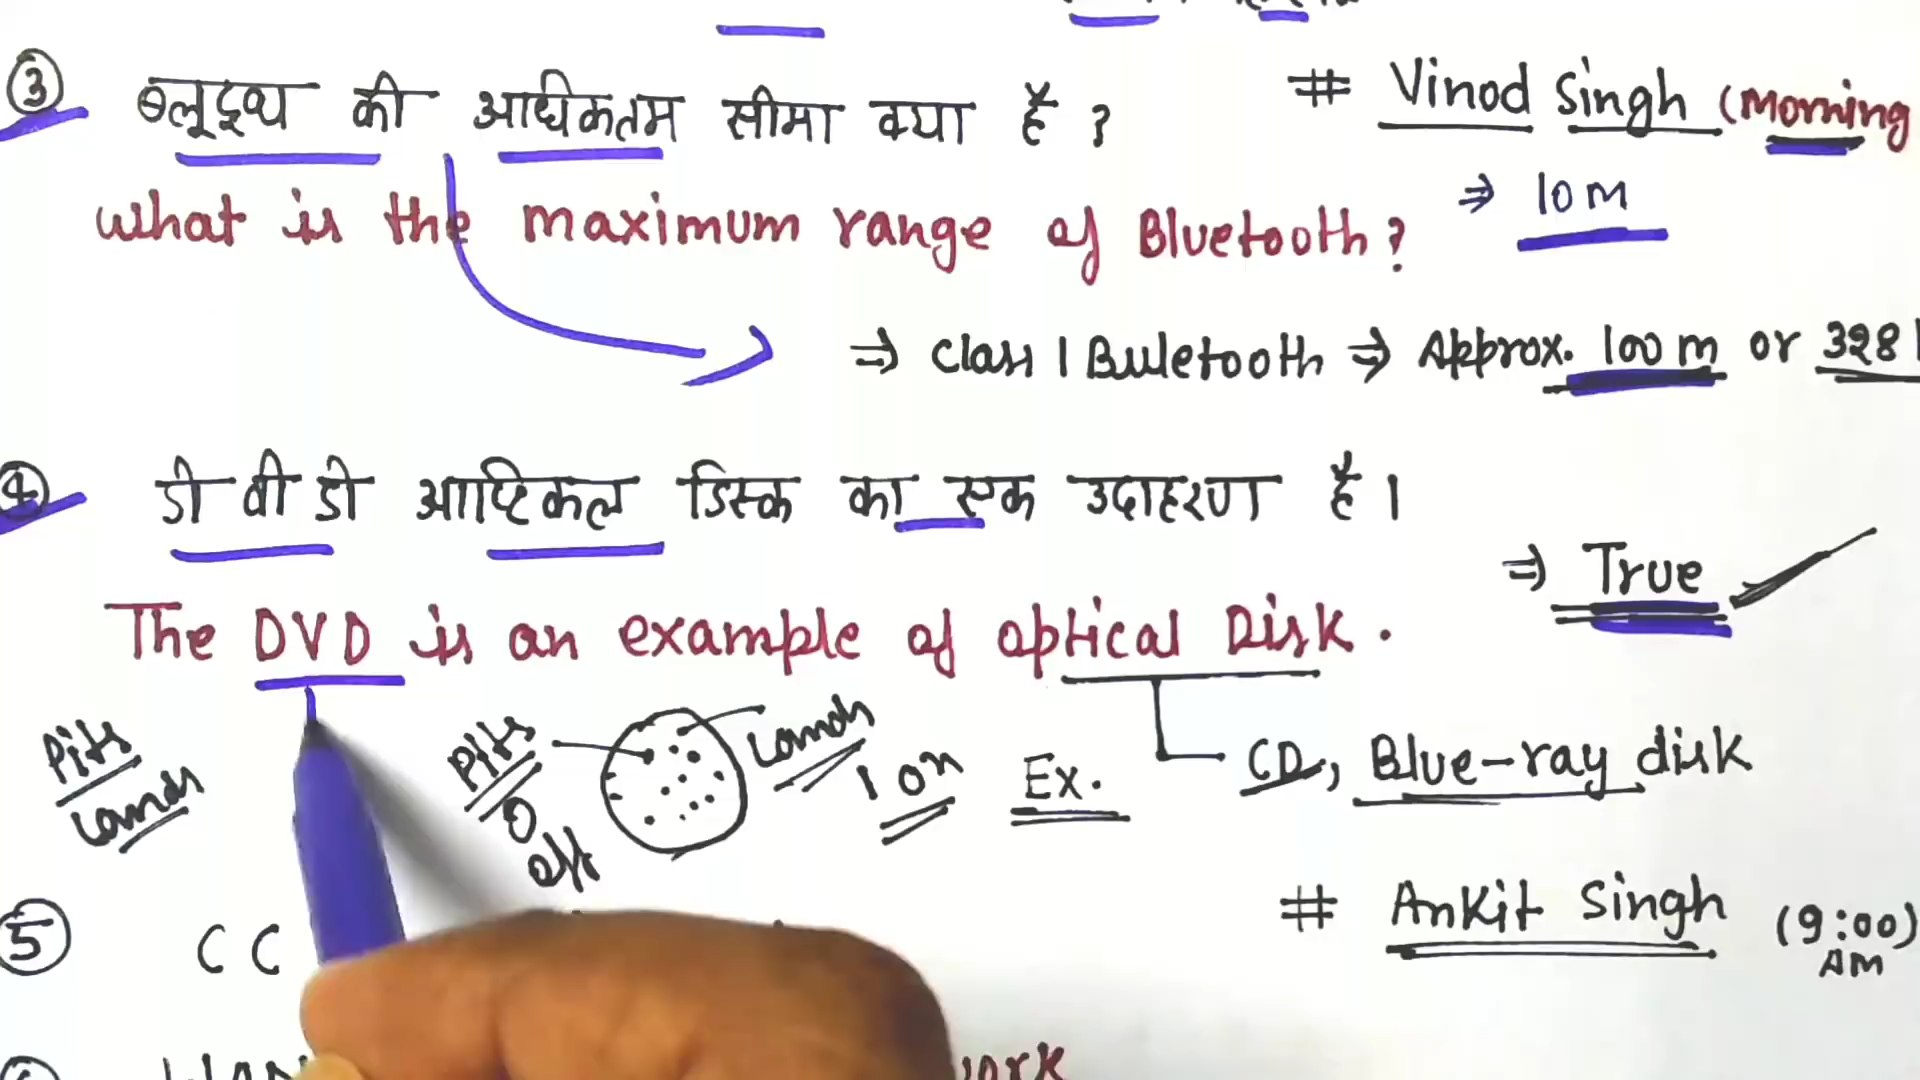 ③ ब्लूटूथ की अधिकतम सीमा क्या है ?
# Vinod Singh (Morning
what is the maximum range of Bluetooth?
⇒ 10 m
⇒ Class 1 Buletooth ⇒ Approx. 100 m or 328
④ डी वी डी आप्टिकल डिस्क का एक उदाहरण है ।
⇒ True
The DVD is an example of optical Disk.
Pits
Lands
Pits
0
off
Lands
1 on
Ex.
CD, Blue-ray disk
# Ankit Singh (9:00)
AM
⑤ C C